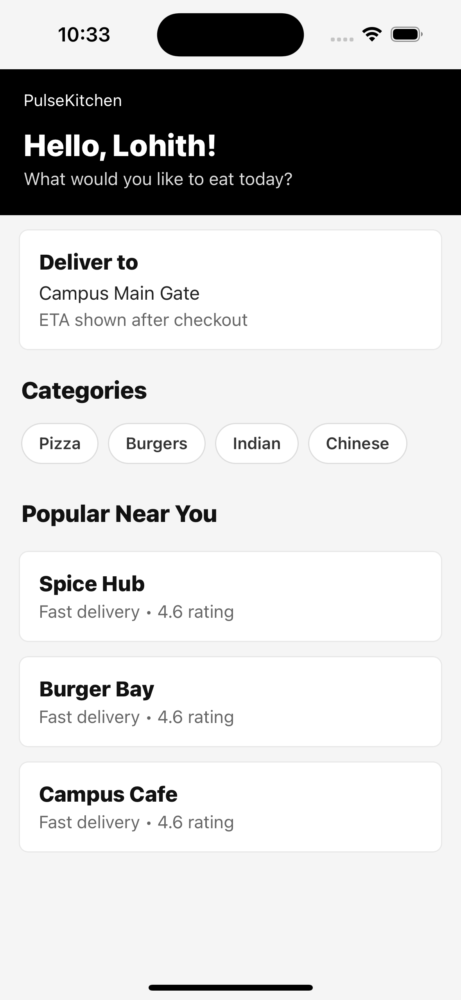 10:33
PulseKitchen
Hello, Lohith!
What would you like to eat today?
Deliver to
Campus Main Gate
ETA shown after checkout
Categories
Pizza Burgers Indian Chinese
Popular Near You
Spice Hub
Fast delivery • 4.6 rating
Burger Bay
Fast delivery • 4.6 rating
Campus Cafe
Fast delivery • 4.6 rating